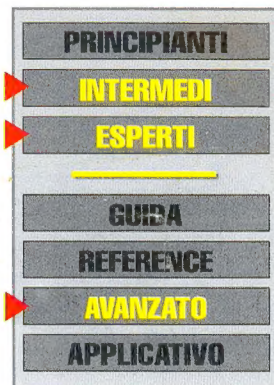 PRINCIPIANTI
INTERMEDI
ESPERTI
GUIDA
REFERENCE
AVANZATO
APPLICATIVO